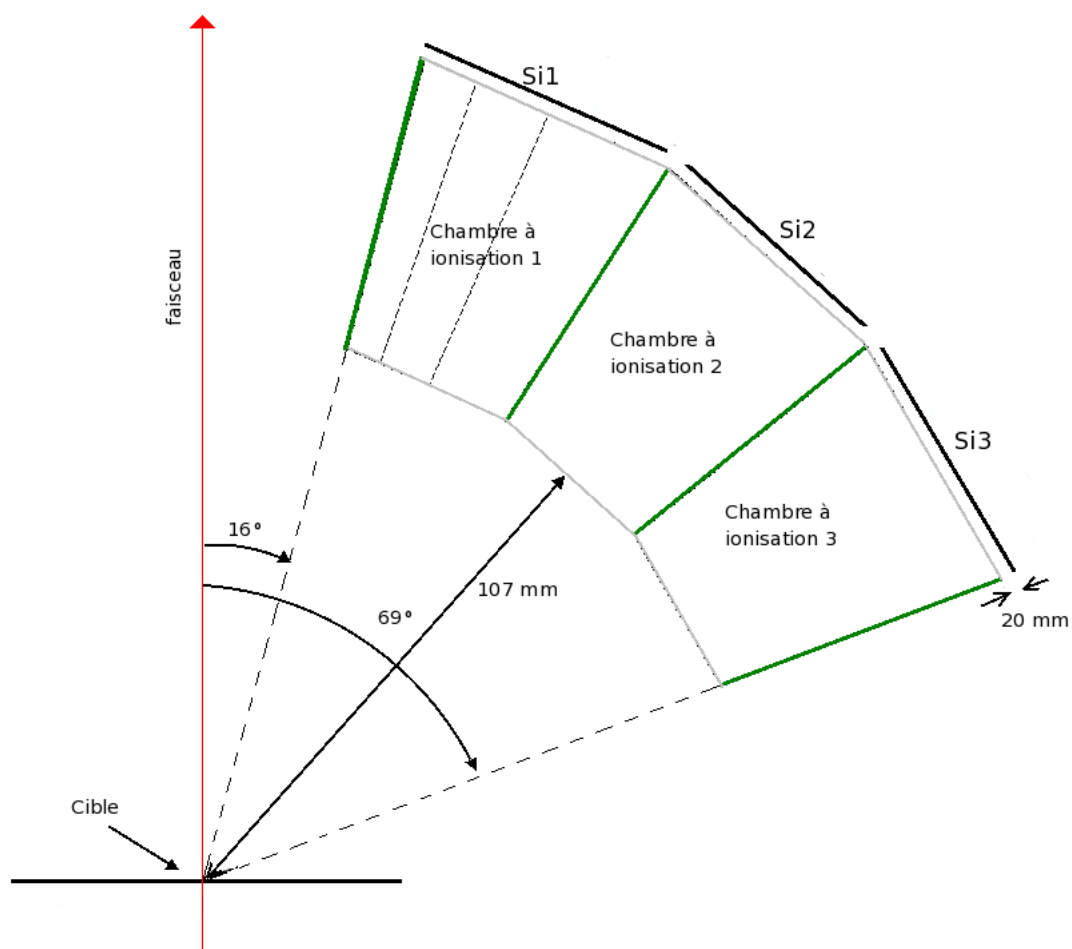 Si1
Si2
Si3
faisceau
Chambre à
ionisation 1
Chambre à
ionisation 2
Chambre à
ionisation 3
16°
69°
107 mm
20 mm
Cible